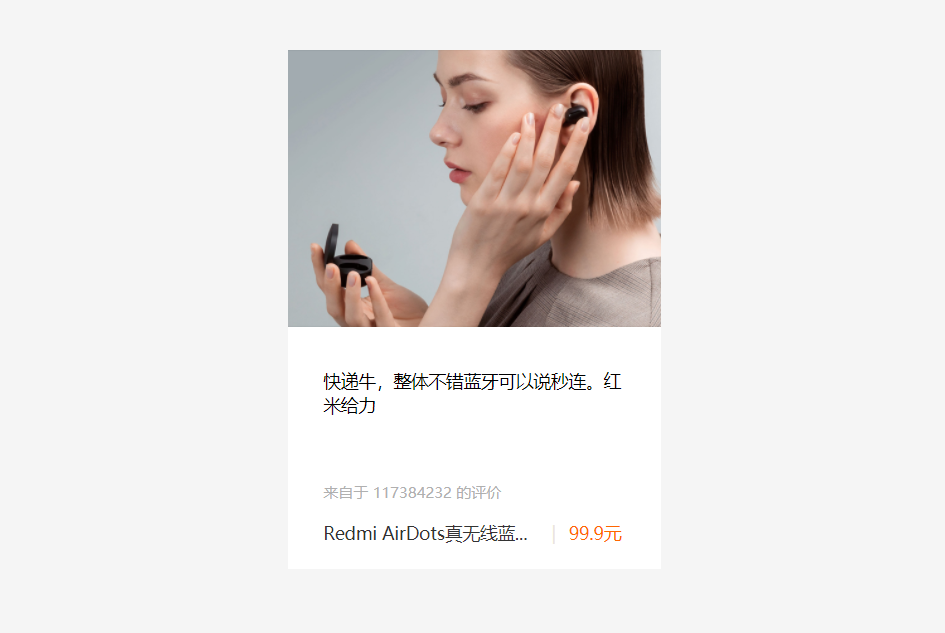 快递牛，整体不错蓝牙可以说秒连。红
米给力
来自于 117384232 的评价
Redmi AirDots真无线蓝...
99.9元